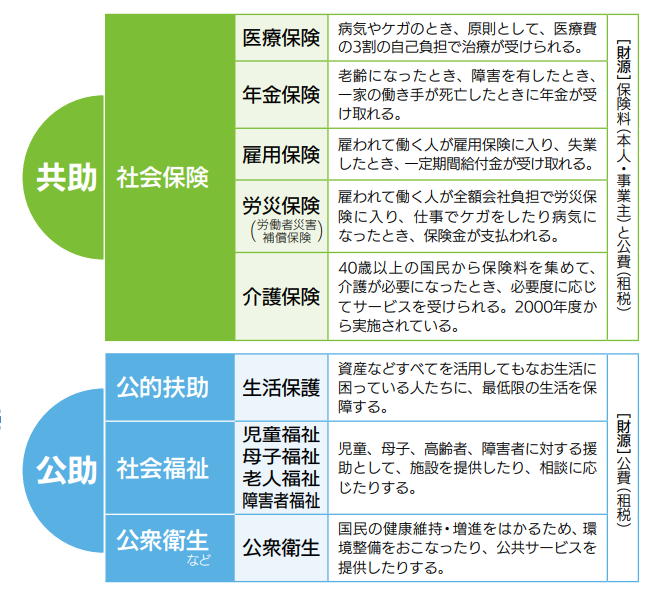 共助
社会保険
医療保険
病気やケガのとき、原則として、医療費
の3割の自己負担で治療が受けられる。
年金保険
老齢になったとき、障害を有したとき、
一家の働き手が死亡したときに年金が受
け取れる。
雇用保険
雇われて働く人が雇用保険に入り、失業
したとき、一定期間給付金が受け取れる。
労災保険
(労働者災害
補償保険)
雇われて働く人が全額会社負担で労災保
険に入り、仕事でケガをしたり病気に
なったとき、保険金が支払われる。
介護保険
40歳以上の国民から保険料を集めて、
介護が必要になったとき、必要度に応じ
てサービスを受けられる。2000年度か
ら実施されている。
[財源]保険料(本人・事業主)と公費(租税)
公助
公的扶助
生活保護
資産などすべてを活用してもなお生活に
困っている人たちに、最低限の生活を保
障する。
社会福祉
児童福祉
母子福祉
老人福祉
障害者福祉
児童、母子、高齢者、障害者に対する援
助として、施設を提供したり、相談に応
じたりする。
公衆衛生
など
公衆衛生
国民の健康維持・増進をはかるため、環
境整備をおこなったり、公共サービスを
提供したりする。
[財源]公費(租税)